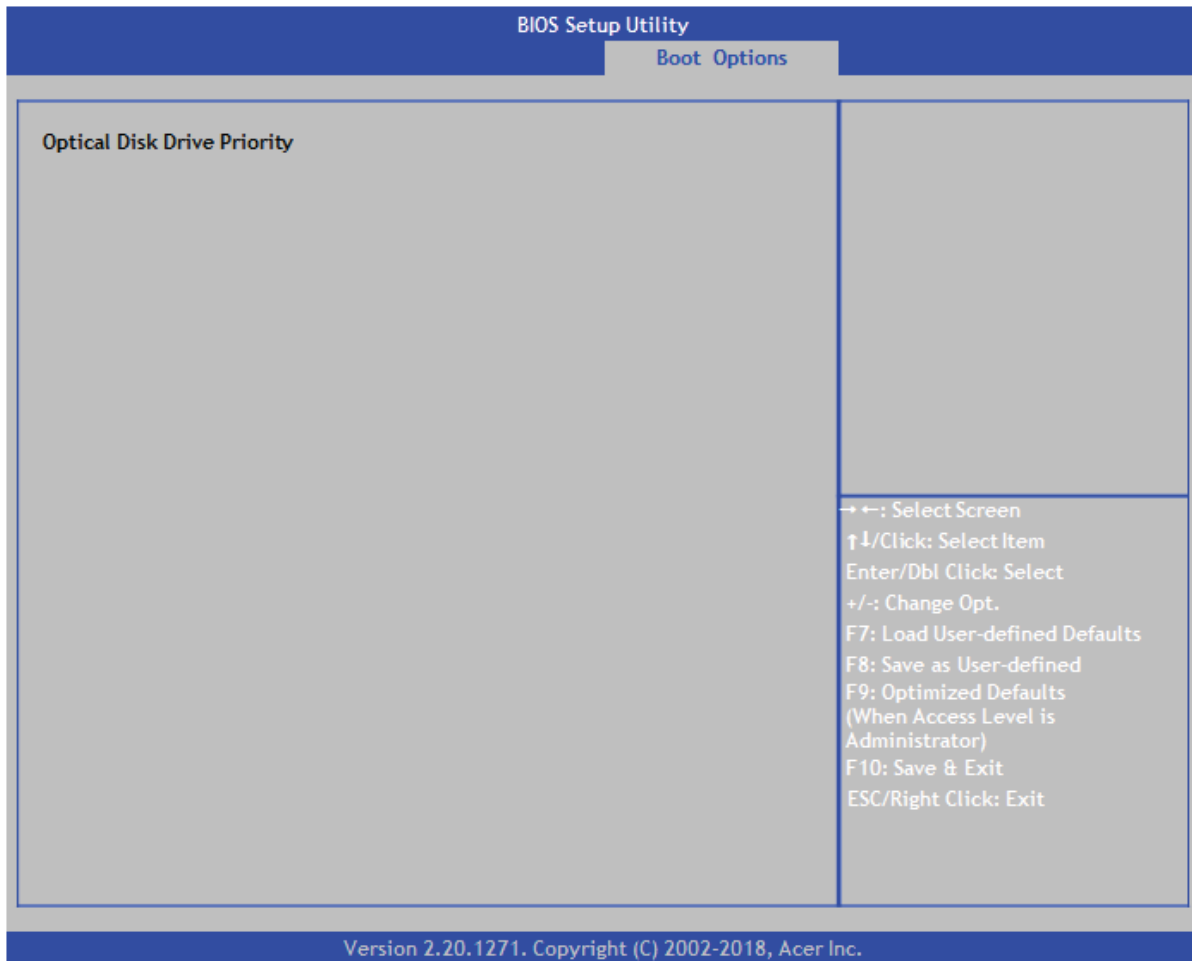 BIOS Setup Utility
Boot Options
Optical Disk Drive Priority
→ ←: Select Screen
↑↓/Click: Select Item
Enter/Dbl Click: Select
+/-: Change Opt.
F7: Load User-defined Defaults
F8: Save as User-defined
F9: Optimized Defaults
(When Access Level is
Administrator)
F10: Save & Exit
ESC/Right Click: Exit
Version 2.20.1271. Copyright (C) 2002-2018, Acer Inc.